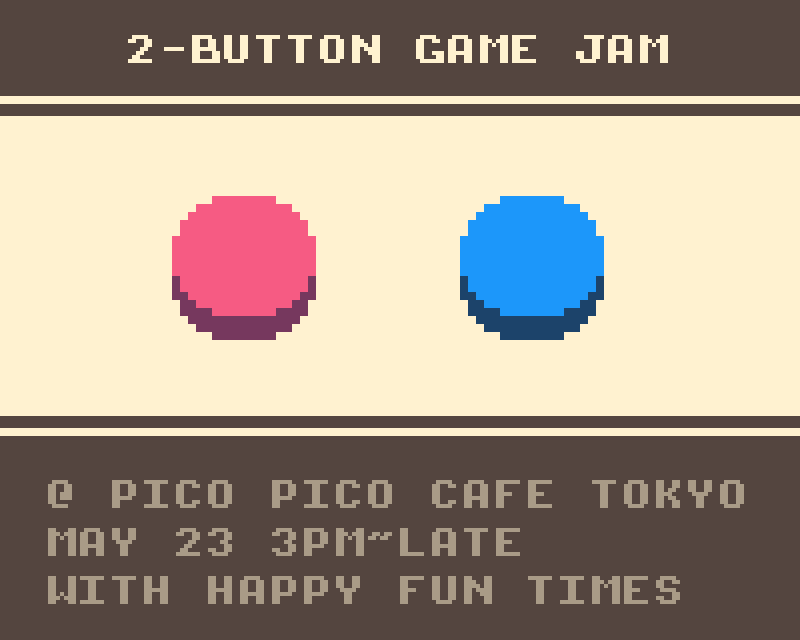 2-BUTTON GAME JAM
@ PICO PICO CAFE TOKYO
MAY 23 3PM~LATE
WITH HAPPY FUN TIMES